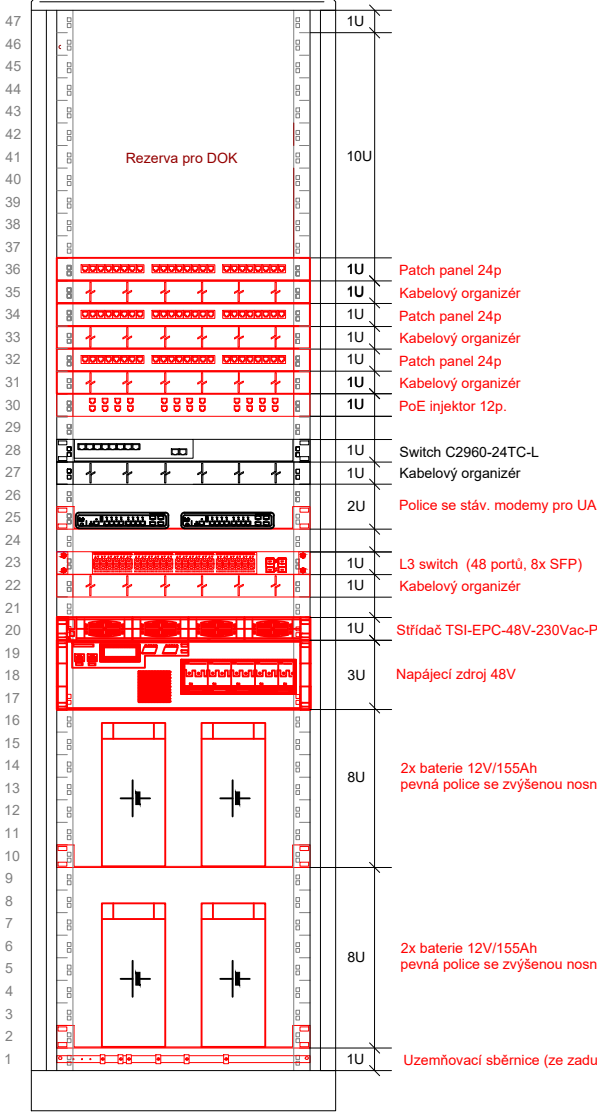 47 1U
46
45
44
43
42
41 Rezerva pro DOK 10U
40
39
38
37
36 1U Patch panel 24p
35 1U Kabelový organizér
34 1U Patch panel 24p
33 1U Kabelový organizér
32 1U Patch panel 24p
31 1U Kabelový organizér
30 1U PoE injektor 12p.
29
28 1U Switch C2960-24TC-L
27 1U Kabelový organizér
26
2U Police se stáv. modemy pro UA
25
24
23 1U L3 switch (48 portů, 8x SFP)
22 1U Kabelový organizér
21
20 1U Střídač TSI-EPC-48V-230Vac-P
19
18 3U Napájecí zdroj 48V
17
16
15
14 8U 2x baterie 12V/155Ah
pevná police se zvýšenou nosn
13
12
11
10
9
8
7
6 2x baterie 12V/155Ah
5 8U pevná police se zvýšenou nosn
4
3
2
1 1U Uzemňovací sběrnice (ze zadu